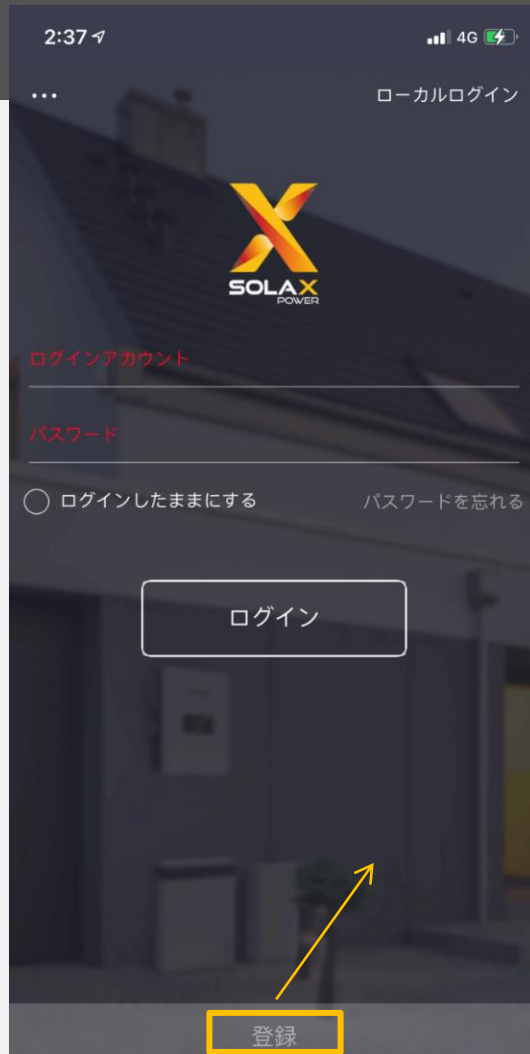 2:37
4G
... ローカルログイン
SOLAX
POWER
ログインアカウント
パスワード
ログインしたままにする パスワードを忘れる
ログイン
登録